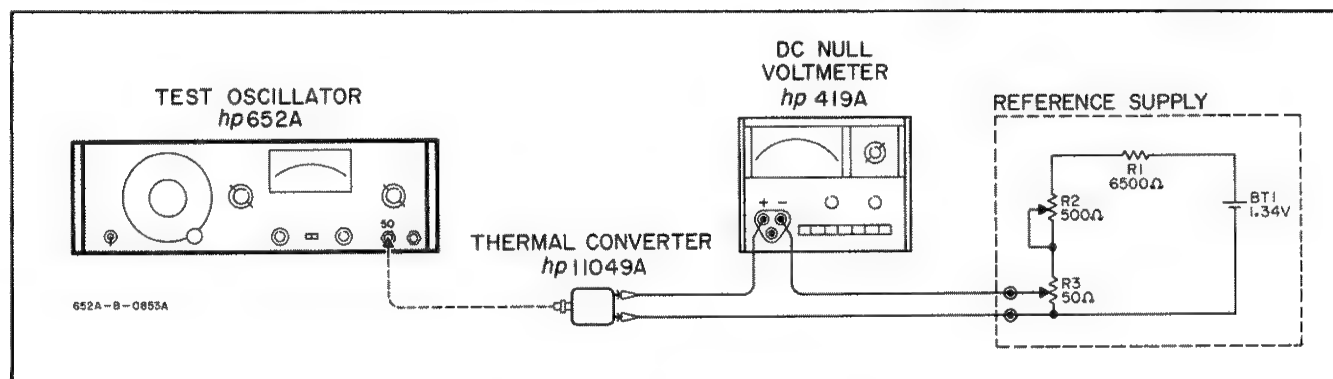 TEST OSCILLATOR
hp 652A
50
652A-B-0853A
THERMAL CONVERTER
hp 11049A
DC NULL
VOLTMETER
hp 419A
+ -
REFERENCE SUPPLY
R1
6500Ω
R2
500Ω
BT1
1.34V
R3
50Ω